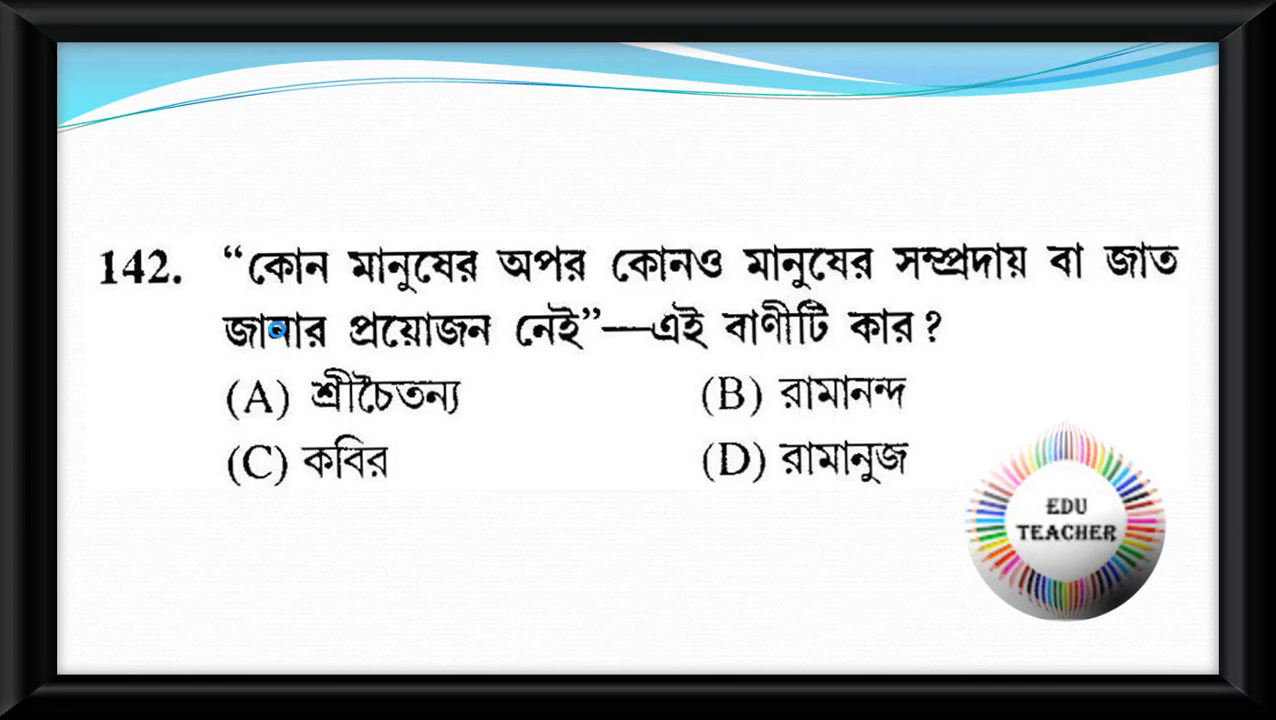 142. “কোন মানুষের অপর কোনও মানুষের সম্প্রদায় বা জাত
জানার প্রয়োজন নেই”—এই বাণীটি কার?
(A) শ্রীচৈতন্য (B) রামানন্দ
(C) কবির (D) রামানুজ
EDU
TEACHER